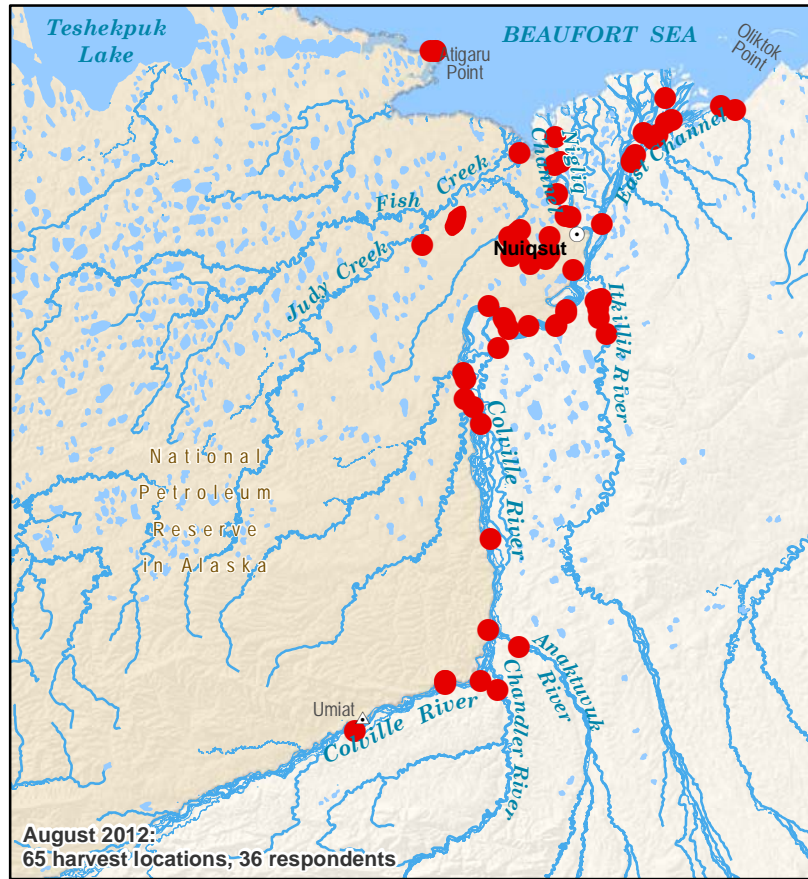 Teshekpuk
Lake
BEAUFORT SEA
Oliktok
Point
Atigaru
Point
Nigliq
Channel
East Channel
Fish Creek
Judy Creek
Nuiqsut
Itkillik River
Colville River
National
Petroleum
Reserve
in Alaska
Anaktuvuk
River
Chandler River
Umiat
Colville River
August 2012:
65 harvest locations, 36 respondents